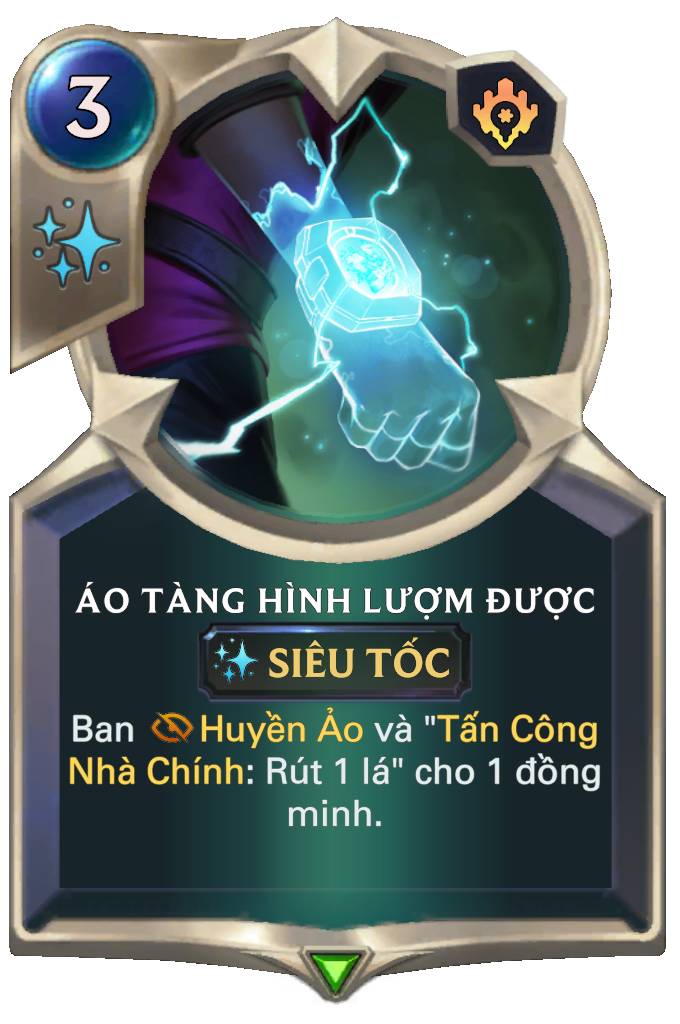 3
ÁO TÀNG HÌNH LƯỢM ĐƯỢC
SIÊU TỐC
Ban Huyền Ảo và "Tấn Công
Nhà Chính: Rút 1 lá" cho 1 đồng
minh.